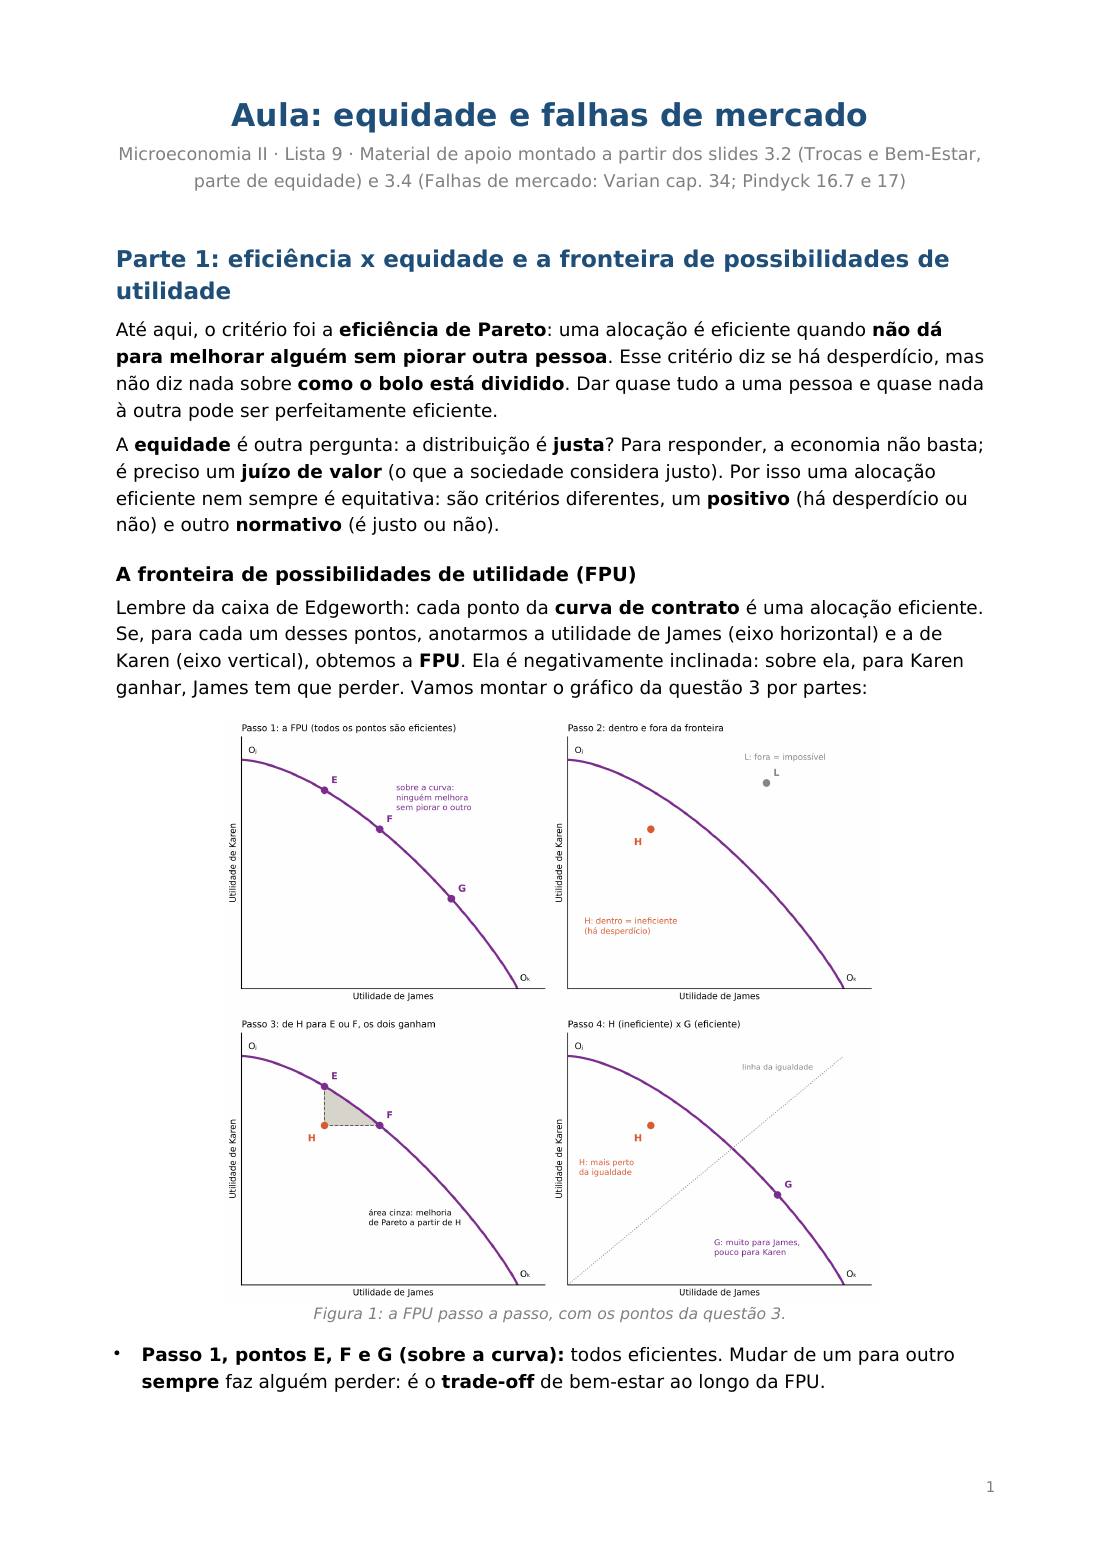 Aula: equidade e falhas de mercado
Microeconomia II · Lista 9 · Material de apoio montado a partir dos slides 3.2 (Trocas e Bem-Estar,
parte de equidade) e 3.4 (Falhas de mercado: Varian cap. 34; Pindyck 16.7 e 17)
Parte 1: eficiência x equidade e a fronteira de possibilidades de
utilidade
Até aqui, o critério foi a eficiência de Pareto: uma alocação é eficiente quando não dá
para melhorar alguém sem piorar outra pessoa. Esse critério diz se há desperdício, mas
não diz nada sobre como o bolo está dividido. Dar quase tudo a uma pessoa e quase nada
à outra pode ser perfeitamente eficiente.
A equidade é outra pergunta: a distribuição é justa? Para responder, a economia não basta;
é preciso um juízo de valor (o que a sociedade considera justo). Por isso uma alocação
eficiente nem sempre é equitativa: são critérios diferentes, um positivo (há desperdício ou
não) e outro normativo (é justo ou não).
A fronteira de possibilidades de utilidade (FPU)
Lembre da caixa de Edgeworth: cada ponto da curva de contrato é uma alocação eficiente.
Se, para cada um desses pontos, anotarmos a utilidade de James (eixo horizontal) e a de
Karen (eixo vertical), obtemos a FPU. Ela é negativamente inclinada: sobre ela, para Karen
ganhar, James tem que perder. Vamos montar o gráfico da questão 3 por partes:
Passo 1: a FPU (todos os pontos são eficientes)
Oⱼ
E
sobre a curva:
ninguém melhora
sem piorar o outro
F
G
Oₖ
Utilidade de Karen
Utilidade de James
Passo 2: dentro e fora da fronteira
Oⱼ
L: fora = impossível
L
H
H: dentro = ineficiente
(há desperdício)
Oₖ
Utilidade de Karen
Utilidade de James
Passo 3: de H para E ou F, os dois ganham
Oⱼ
E
F
H
área cinza: melhoria
de Pareto a partir de H
Oₖ
Utilidade de Karen
Utilidade de James
Passo 4: H (ineficiente) x G (eficiente)
Oⱼ
linha da igualdade
H
H: mais perto
da igualdade
G
G: muito para James,
pouco para Karen
Oₖ
Utilidade de Karen
Utilidade de James
Figura 1: a FPU passo a passo, com os pontos da questão 3.
• Passo 1, pontos E, F e G (sobre a curva): todos eficientes. Mudar de um para outro
sempre faz alguém perder: é o trade-off de bem-estar ao longo da FPU.
1